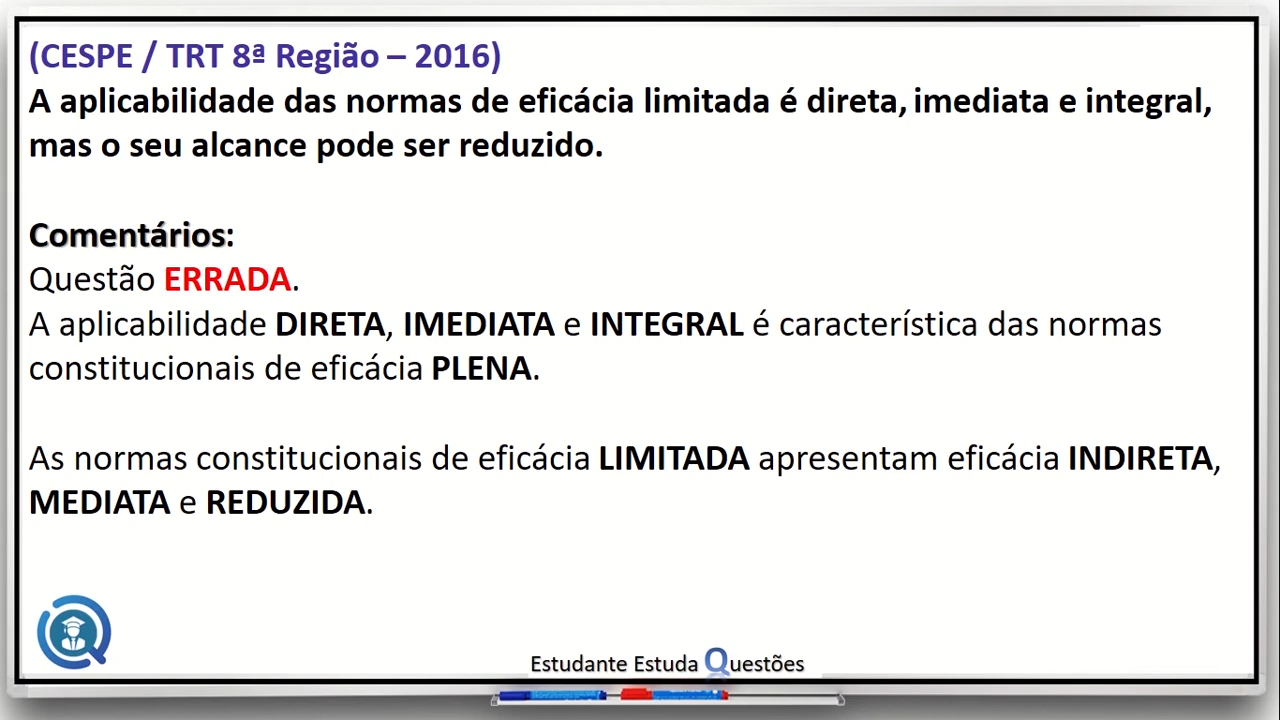 (CESPE / TRT 8ª Região – 2016)
A aplicabilidade das normas de eficácia limitada é direta, imediata e integral,
mas o seu alcance pode ser reduzido.
Comentários:
Questão ERRADA.
A aplicabilidade DIRETA, IMEDIATA e INTEGRAL é característica das normas
constitucionais de eficácia PLENA.
As normas constitucionais de eficácia LIMITADA apresentam eficácia INDIRETA,
MEDIATA e REDUZIDA.
Estudante Estuda Questões